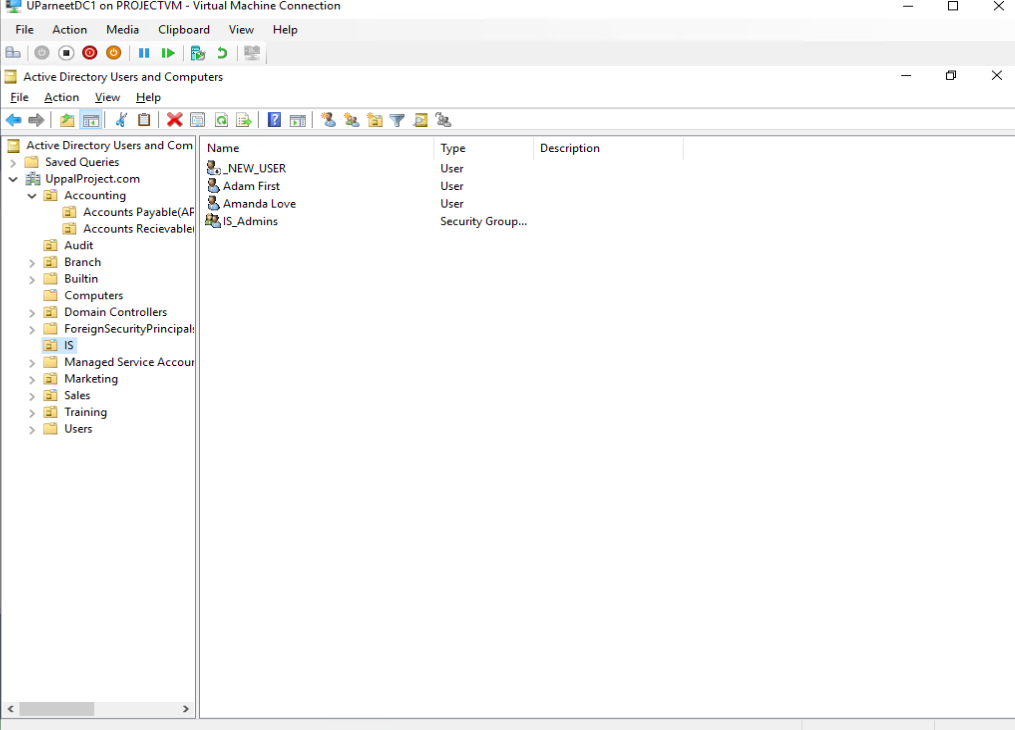 UParneetDC1 on PROJECTVM - Virtual Machine Connection
File Action Media Clipboard View Help
Active Directory Users and Computers
File Action View Help
Active Directory Users and Com
Saved Queries
UppalProject.com
Accounting
Accounts Payable(AP
Accounts Recievable(
Audit
Branch
Builtin
Computers
Domain Controllers
ForeignSecurityPrincipals
IS
Managed Service Accour
Marketing
Sales
Training
Users
Name Type Description
_NEW_USER User
Adam First User
Amanda Love User
IS_Admins Security Group...